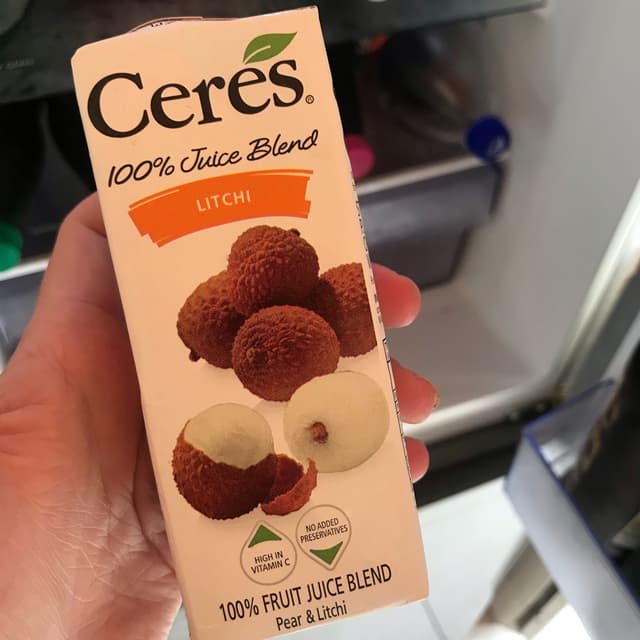 Ceres®
100% Juice Blend
LITCHI
HIGH IN
VITAMIN C
NO ADDED
PRESERVATIVES
100% FRUIT JUICE BLEND
Pear & Litchi